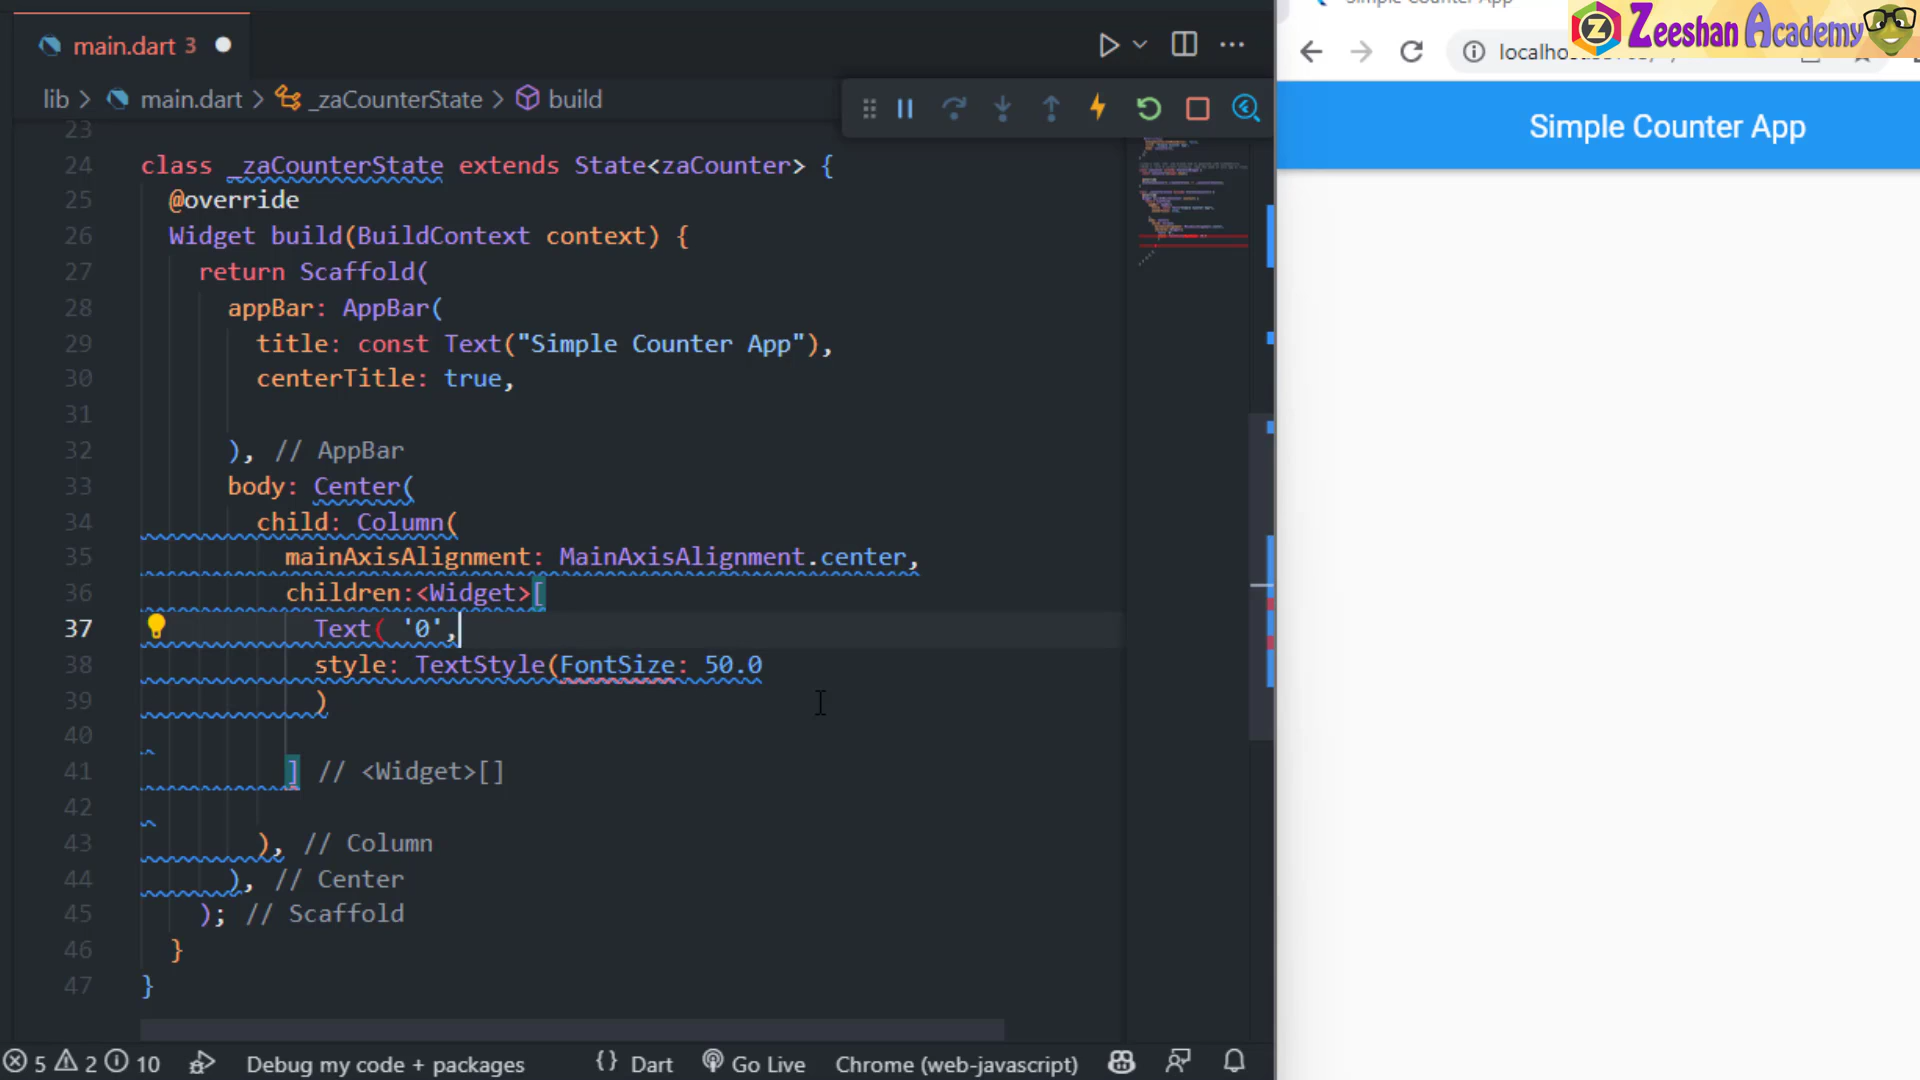 main.dart 3
lib > main.dart > _zaCounterState > build
23
24 class _zaCounterState extends State<zaCounter> {
25 @override
26 Widget build(BuildContext context) {
27 return Scaffold(
28 appBar: AppBar(
29 title: const Text("Simple Counter App"),
30 centerTitle: true,
31
32 ), // AppBar
33 body: Center(
34 child: Column(
35 mainAxisAlignment: MainAxisAlignment.center,
36 children:<Widget>[
37 Text( '0',
38 style: TextStyle(FontSize: 50.0
39 )
40
41 ] // <Widget>[]
42
43 ), // Column
44 ), // Center
45 ); // Scaffold
46 }
47 }
5 2 10 Debug my code + packages {} Dart Go Live Chrome (web-javascript)
Simple Counter App
Zeeshan Academy
Z
Simple Counter App